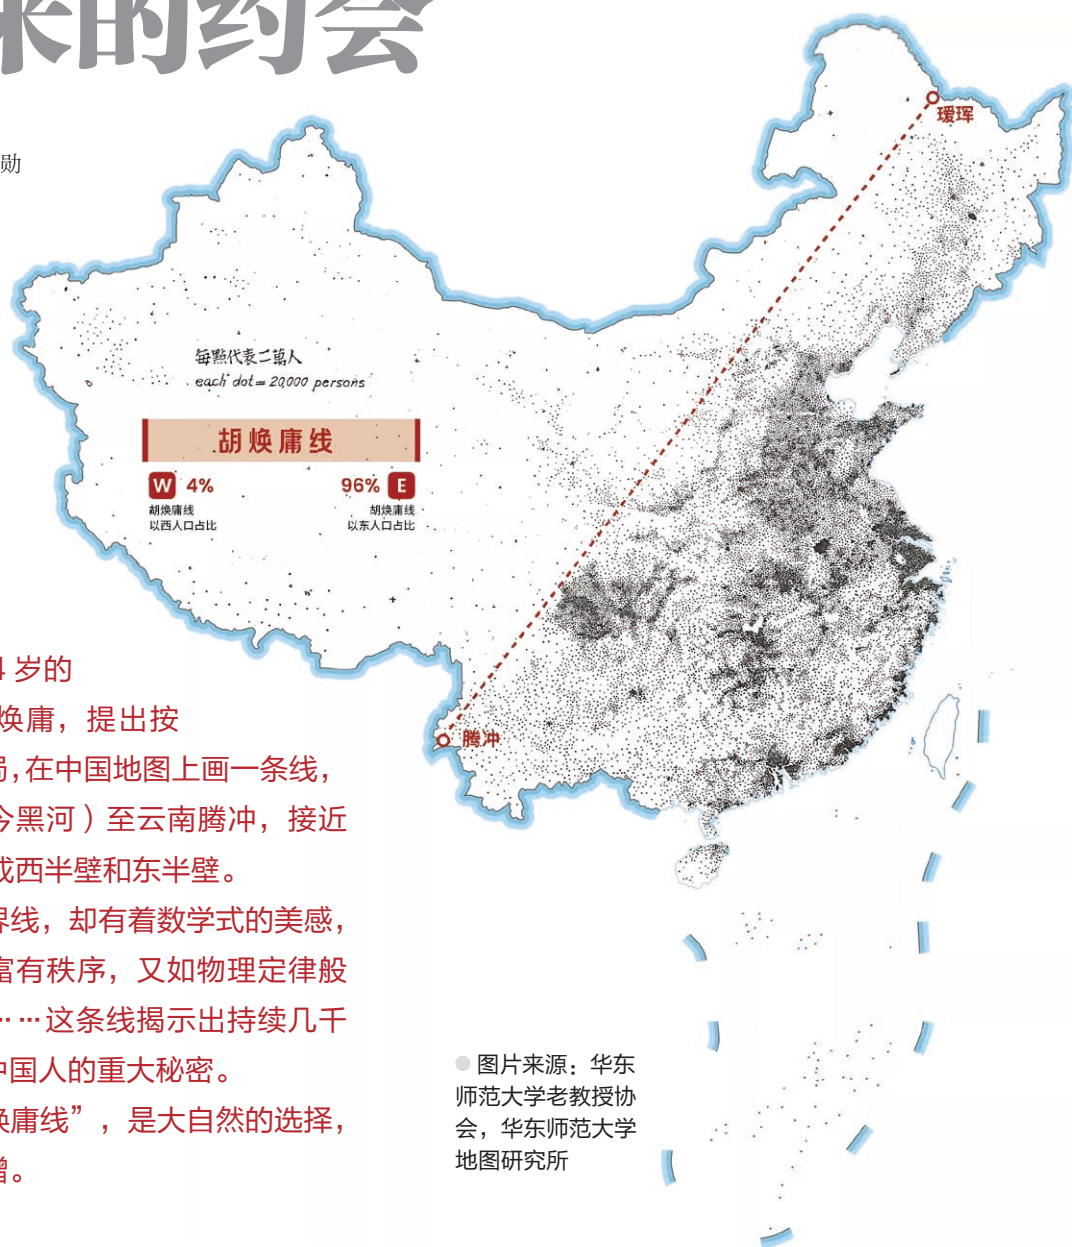 来的约会
勋
瑷珲
每點代表二萬人
each dot = 20,000 persons
胡焕庸线
W 4%
96% E
胡焕庸线
以西人口占比
胡焕庸线
以东人口占比
腾冲
4 岁的
焕庸，提出按
局，在中国地图上画一条线，
今黑河）至云南腾冲，接近
成西半壁和东半壁。
界线，却有着数学式的美感，
富有秩序，又如物理定律般
……这条线揭示出持续几千
中国人的重大秘密。
焕庸线”，是大自然的选择，
增。
图片来源：华东
师范大学老教授协
会，华东师范大学
地图研究所